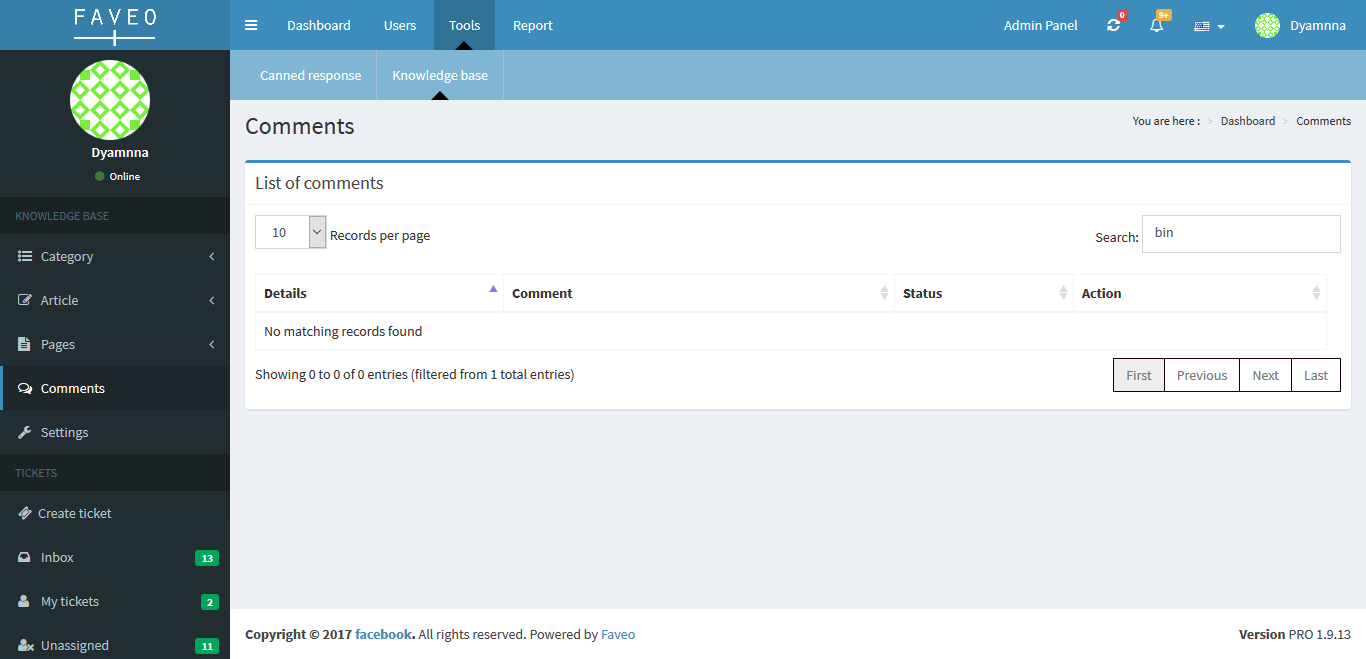 FAVEO
Dashboard Users Tools Report
Admin Panel 0 9+ Dyamnna
Canned response Knowledge base
Dyamnna
Online
KNOWLEDGE BASE
Category
Article
Pages
Comments
Settings
TICKETS
Create ticket
Inbox 13
My tickets 2
Unassigned 11
Comments
You are here : > Dashboard > Comments
List of comments
10 Records per page
Search: bin
Details Comment Status Action
No matching records found
Showing 0 to 0 of 0 entries (filtered from 1 total entries)
First Previous Next Last
Copyright © 2017 facebook. All rights reserved. Powered by Faveo
Version PRO 1.9.13